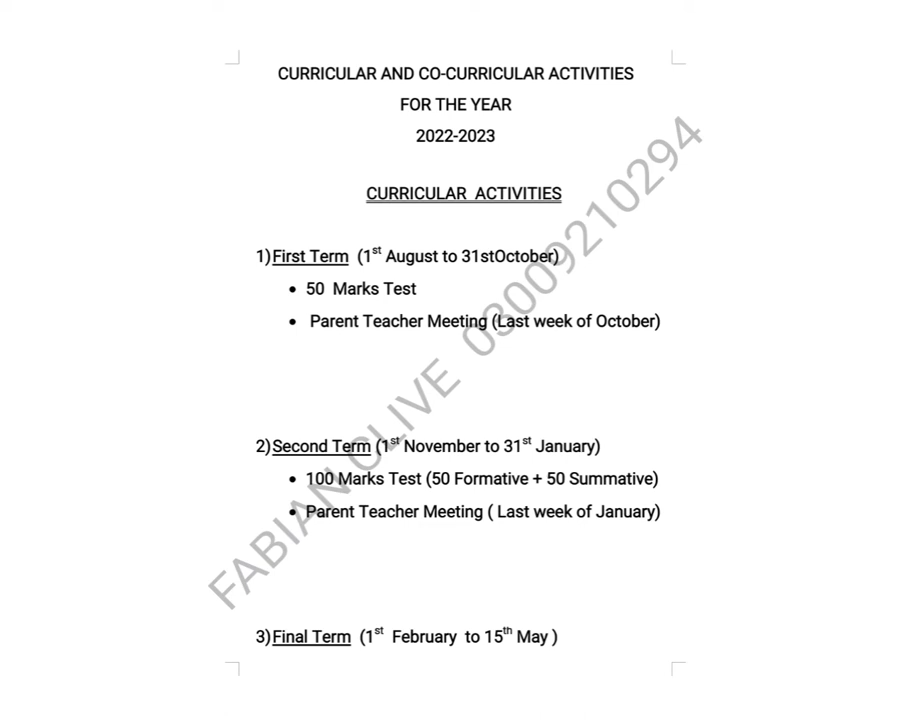 CURRICULAR AND CO-CURRICULAR ACTIVITIES
FOR THE YEAR
2022-2023
CURRICULAR ACTIVITIES
1)First Term (1st August to 31stOctober)
• 50 Marks Test
• Parent Teacher Meeting (Last week of October)
2)Second Term (1st November to 31st January)
• 100 Marks Test (50 Formative + 50 Summative)
• Parent Teacher Meeting ( Last week of January)
3)Final Term (1st February to 15th May )
FABIAN CLIVE 03009210294